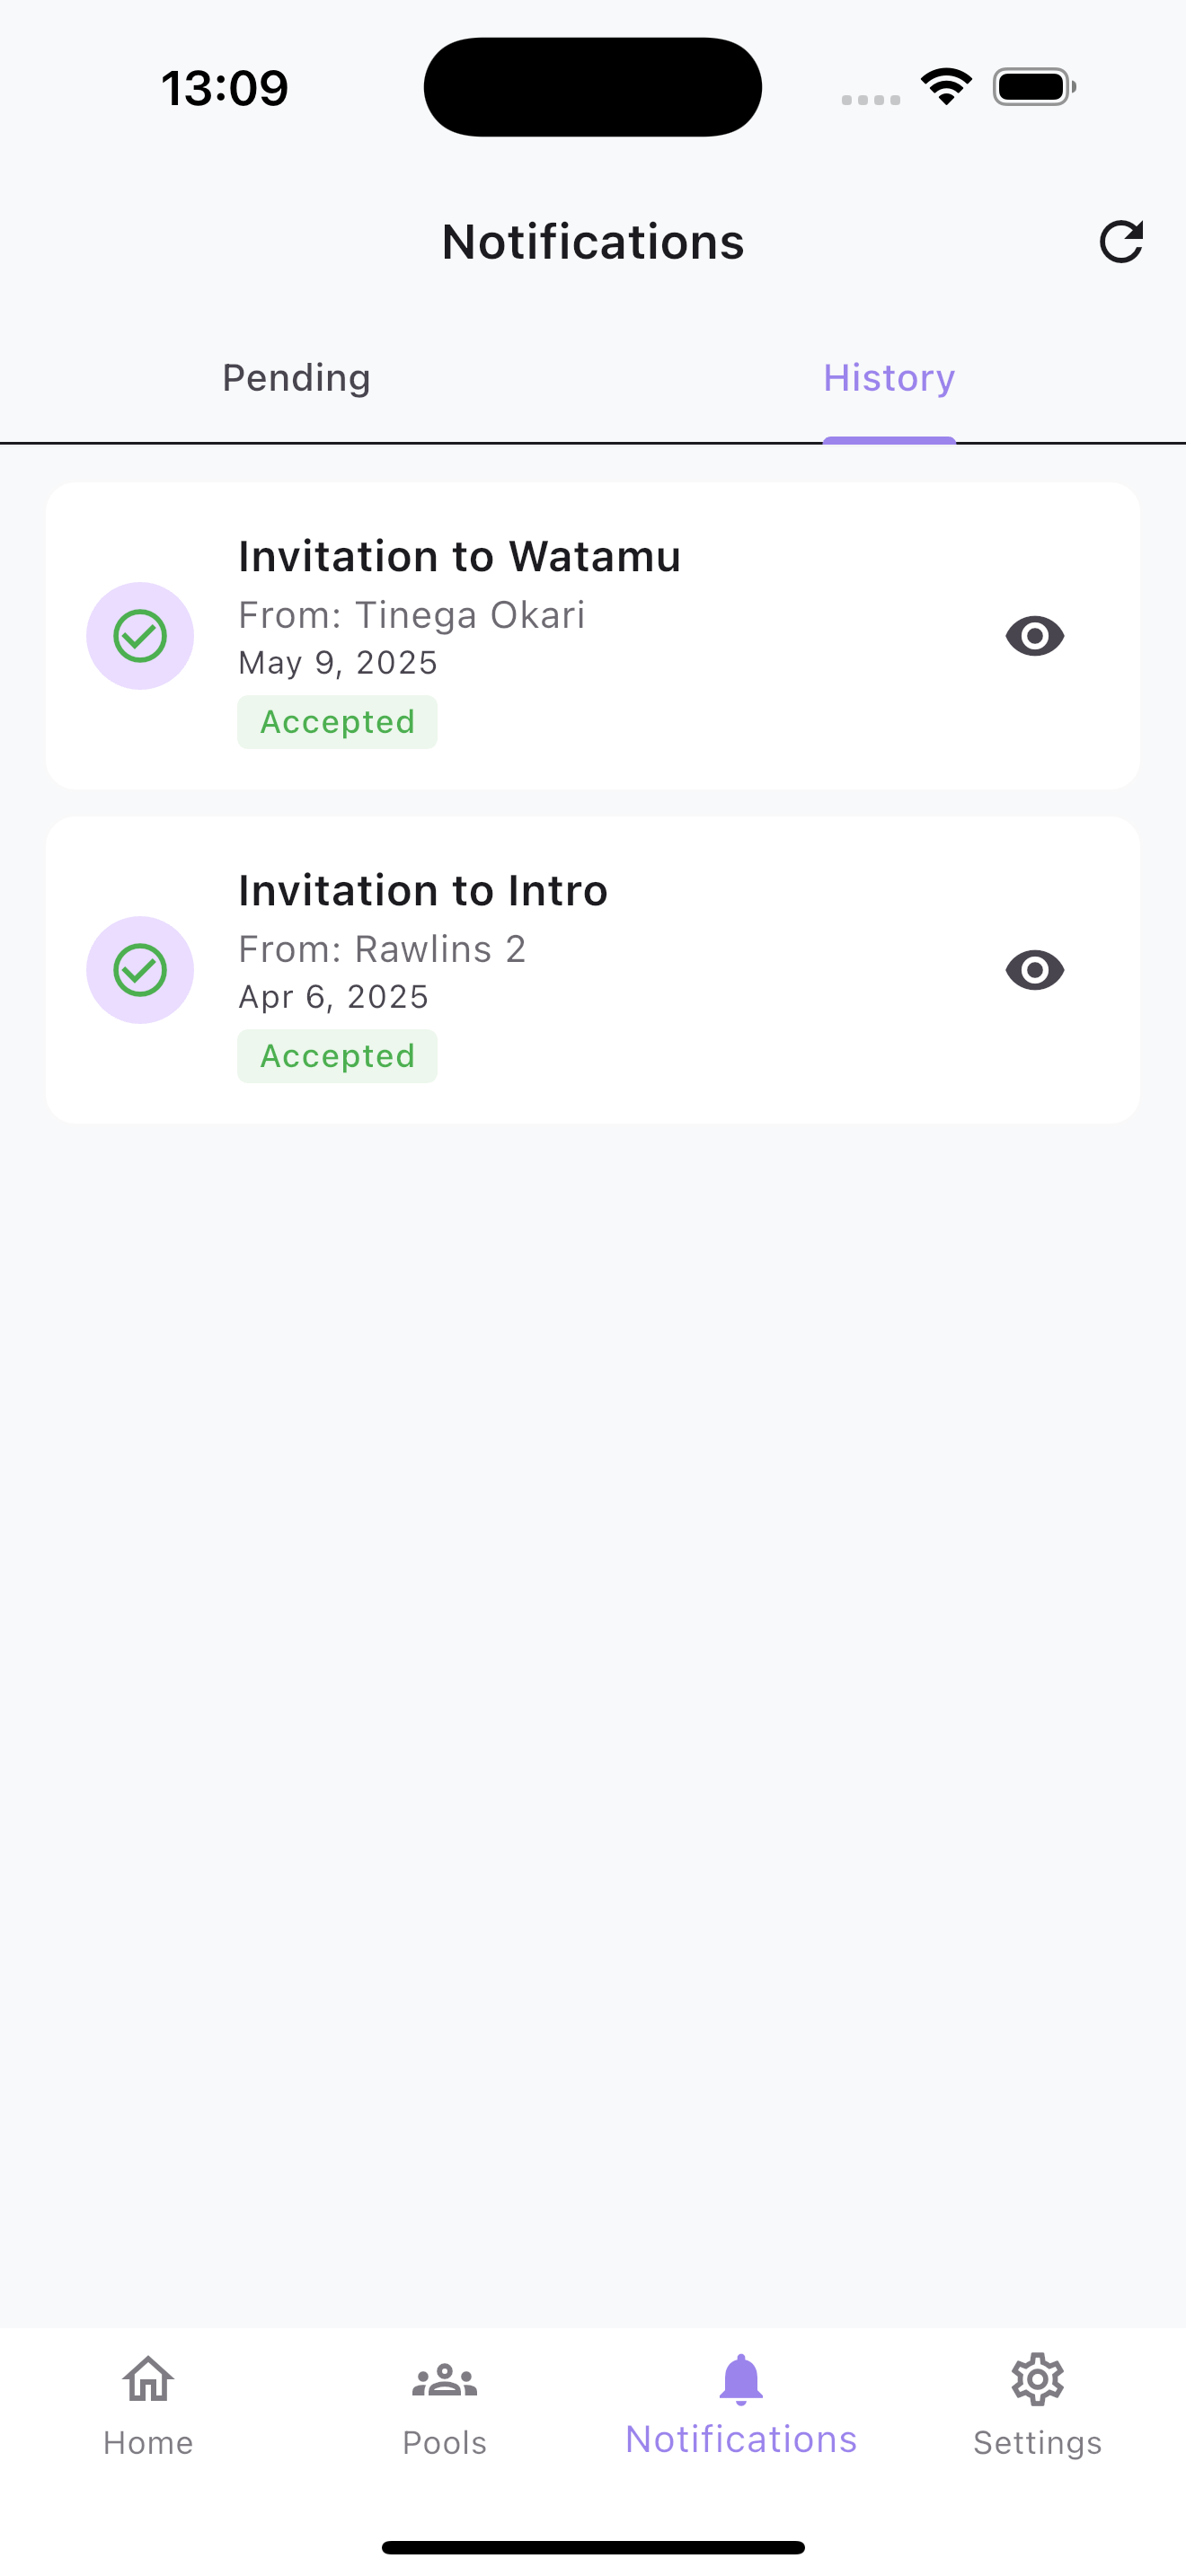 13:09
Notifications
Pending
History
Invitation to Watamu
From: Tinega Okari
May 9, 2025
Accepted
Invitation to Intro
From: Rawlins 2
Apr 6, 2025
Accepted
Home
Pools
Notifications
Settings